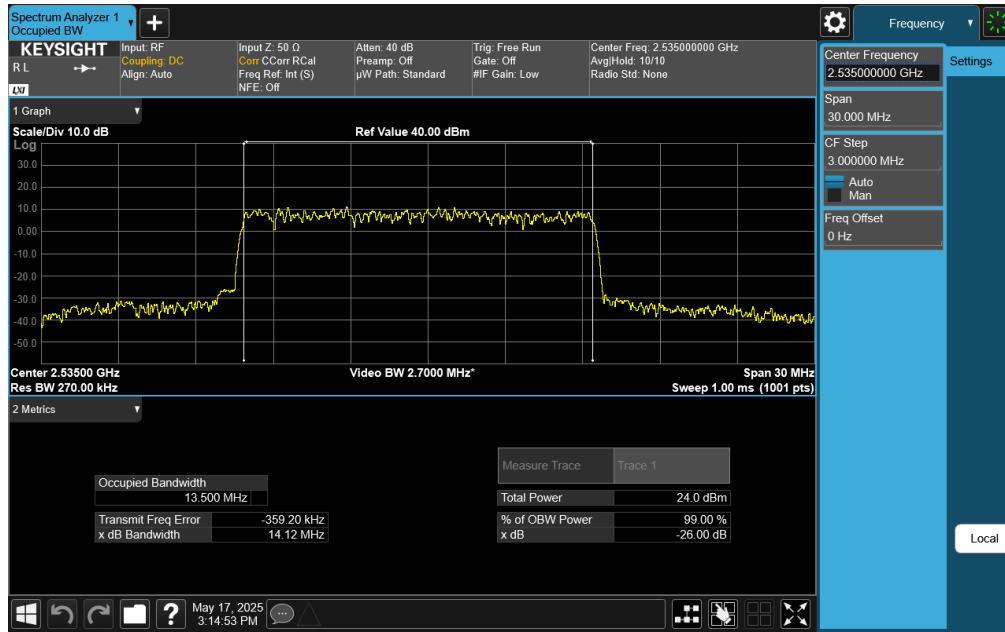 Spectrum Analyzer 1
Occupied BW
KEYSIGHT
R L
LXI
Input: RF
Coupling: DC
Align: Auto
Input Z: 50 Ω
Corr CCorr RCal
Freq Ref: Int (S)
NFE: Off
Atten: 40 dB
Preamp: Off
µW Path: Standard
Trig: Free Run
Gate: Off
#IF Gain: Low
Center Freq: 2.535000000 GHz
Avg|Hold: 10/10
Radio Std: None
1 Graph
Scale/Div 10.0 dB
Ref Value 40.00 dBm
Log
30.0
20.0
10.0
0.00
-10.0
-20.0
-30.0
-40.0
-50.0
Center 2.53500 GHz
Video BW 2.7000 MHz*
Span 30 MHz
Res BW 270.00 kHz
Sweep 1.00 ms (1001 pts)
2 Metrics
Measure Trace
Trace 1
Occupied Bandwidth
13.500 MHz
Total Power
24.0 dBm
Transmit Freq Error
-359.20 kHz
% of OBW Power
99.00 %
x dB Bandwidth
14.12 MHz
x dB
-26.00 dB
May 17, 2025
3:14:53 PM
Frequency
Center Frequency
2.535000000 GHz
Settings
Span
30.000 MHz
CF Step
3.000000 MHz
Auto
Man
Freq Offset
0 Hz
Local